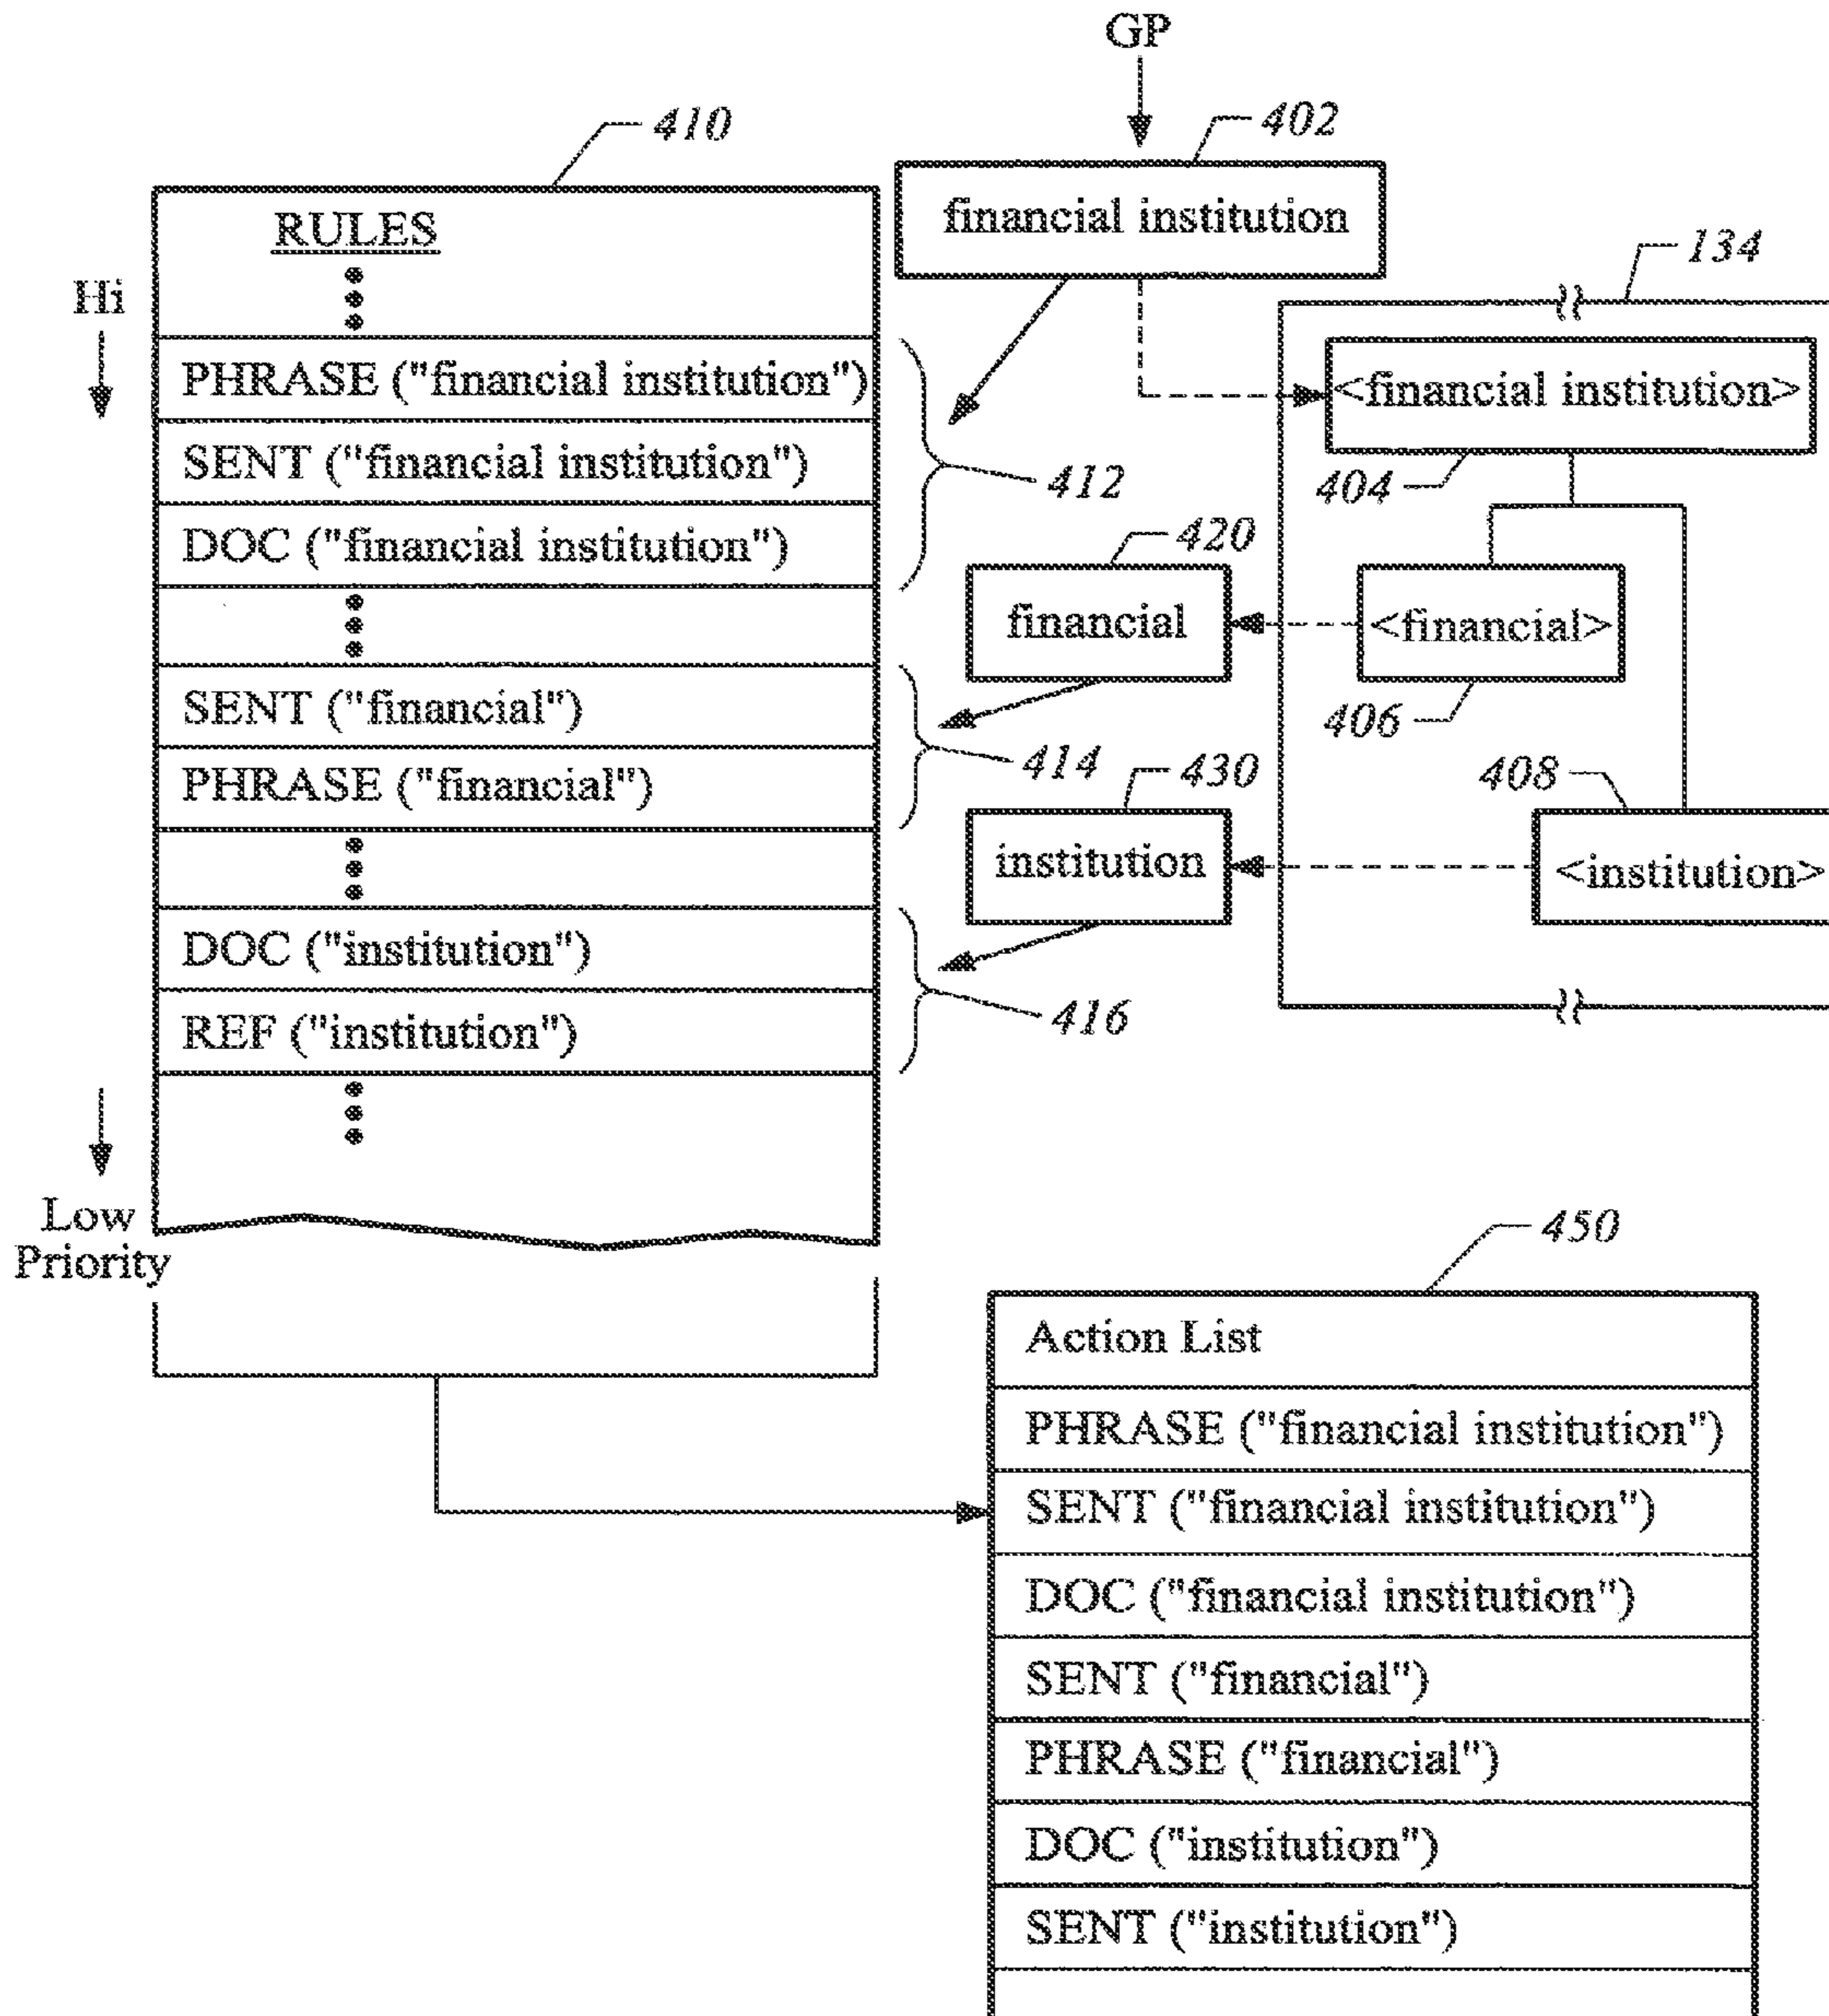 GP
410
402
RULES
financial institution
134
Hi
PHRASE ("financial institution")
<financial institution>
SENT ("financial institution")
412
404
DOC ("financial institution")
420
financial
<financial>
SENT ("financial")
406
414
430
408
PHRASE ("financial")
institution
<institution>
DOC ("institution")
REF ("institution")
416
Low
Priority
450
Action List
PHRASE ("financial institution")
SENT ("financial institution")
DOC ("financial institution")
SENT ("financial")
PHRASE ("financial")
DOC ("institution")
SENT ("institution")